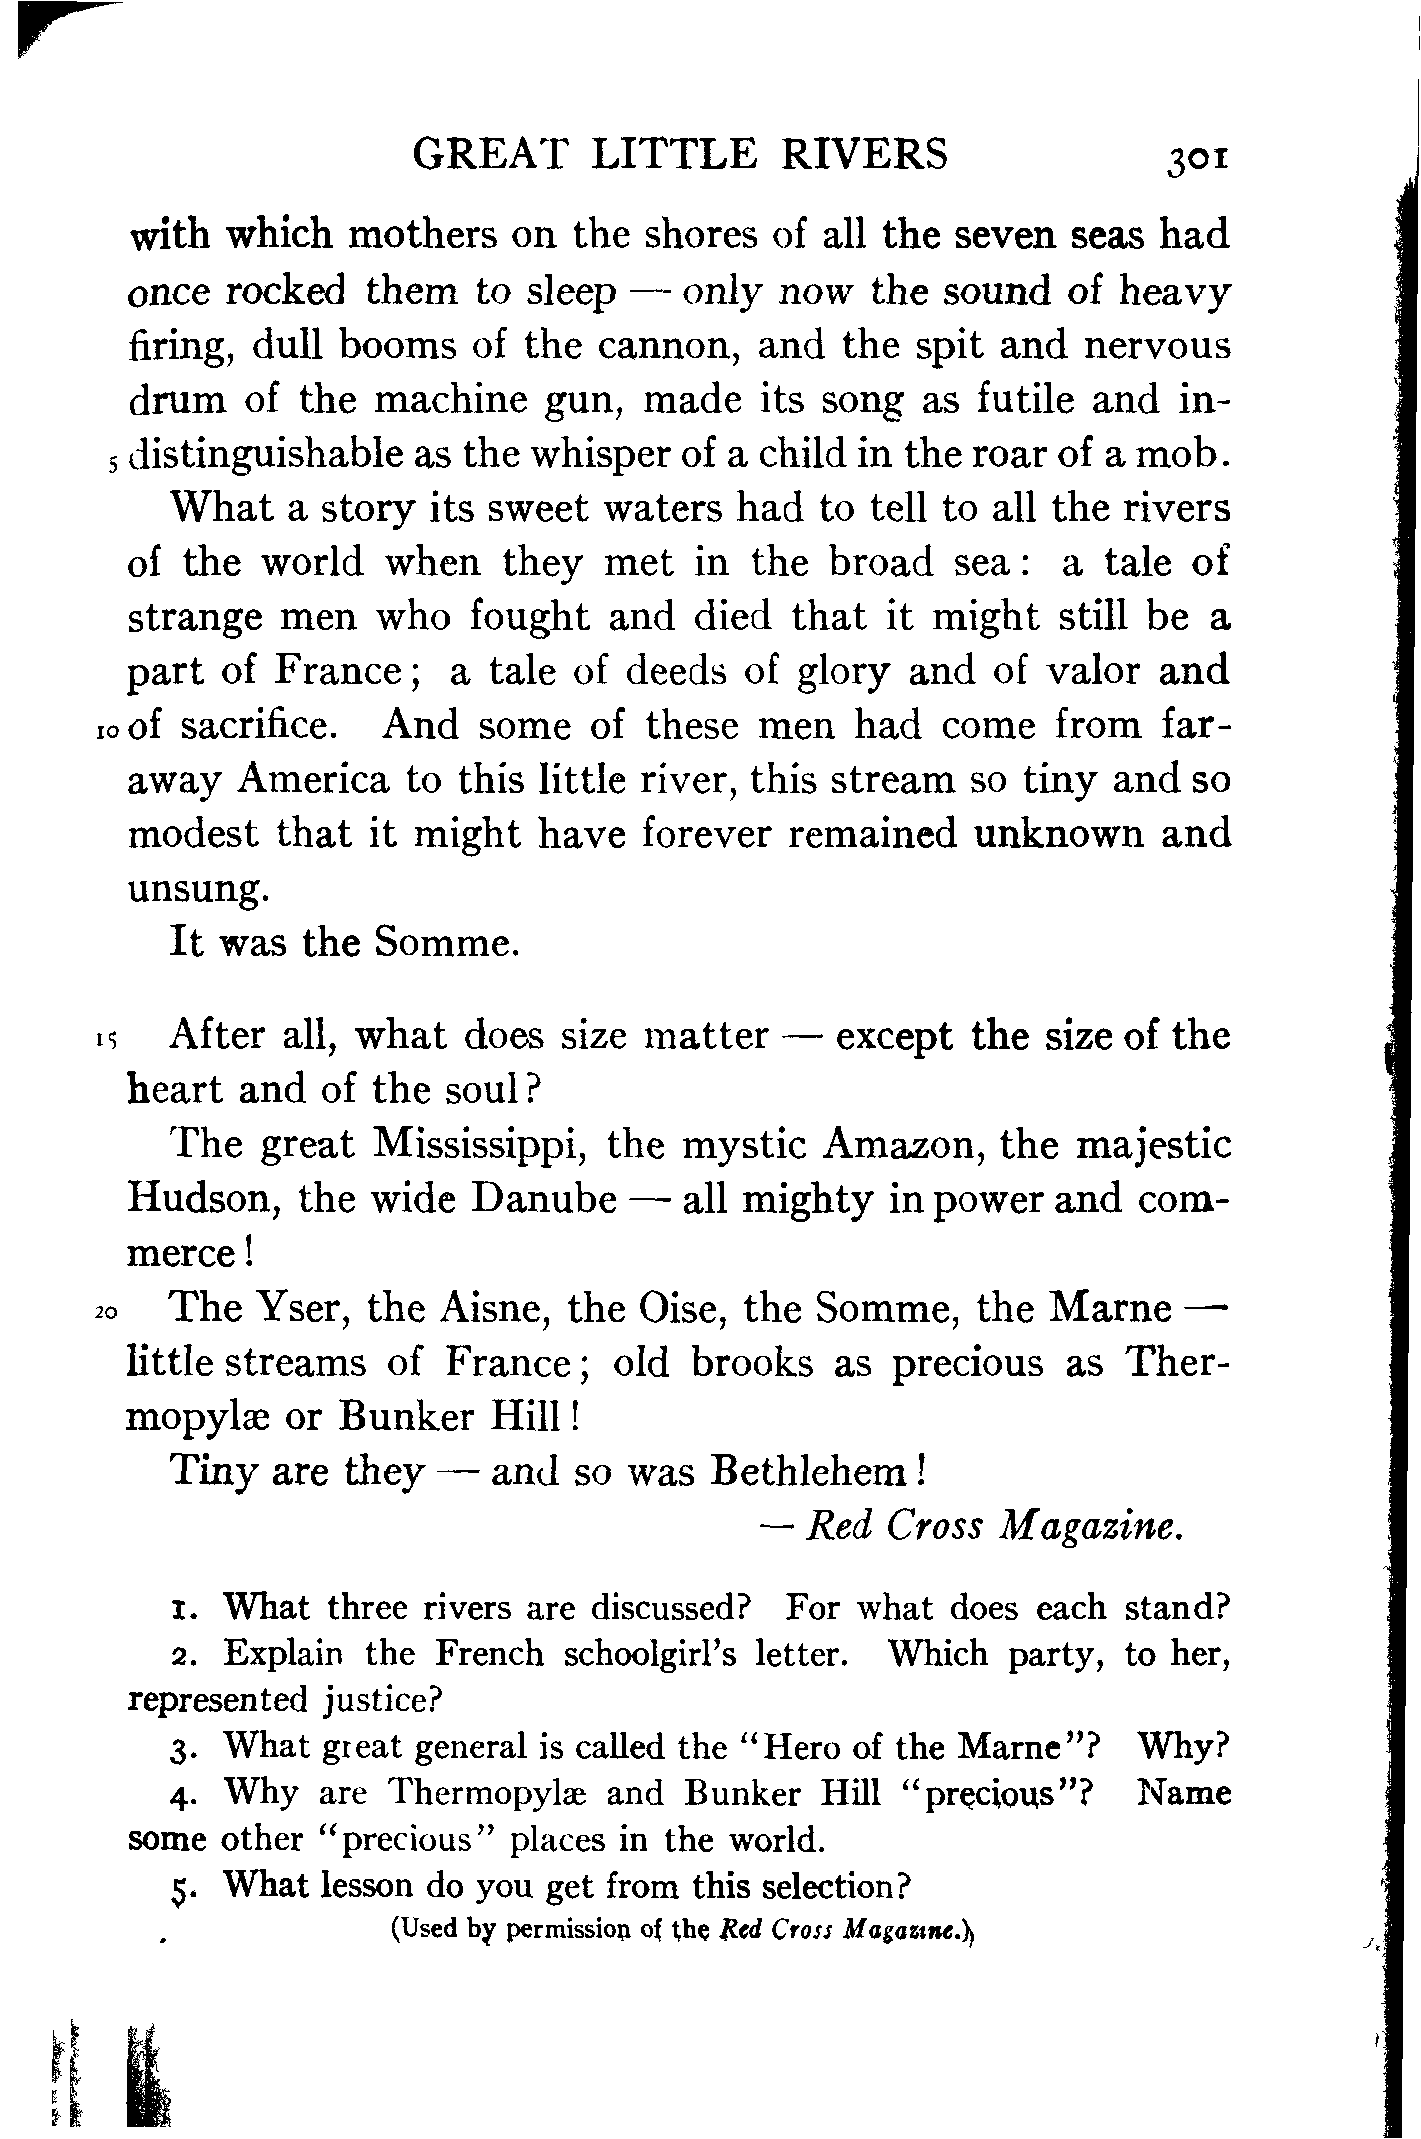 GREAT LITTLE RIVERS 301
with which mothers on the shores of all the seven seas had
once rocked them to sleep — only now the sound of heavy
firing, dull booms of the cannon, and the spit and nervous
drum of the machine gun, made its song as futile and in-
5 distinguishable as the whisper of a child in the roar of a mob.
What a story its sweet waters had to tell to all the rivers
of the world when they met in the broad sea: a tale of
strange men who fought and died that it might still be a
part of France; a tale of deeds of glory and of valor and
10 of sacrifice. And some of these men had come from far-
away America to this little river, this stream so tiny and so
modest that it might have forever remained unknown and
unsung.
It was the Somme.
15 After all, what does size matter — except the size of the
heart and of the soul?
The great Mississippi, the mystic Amazon, the majestic
Hudson, the wide Danube — all mighty in power and com-
merce!
20 The Yser, the Aisne, the Oise, the Somme, the Marne —
little streams of France; old brooks as precious as Ther-
mopylæ or Bunker Hill!
Tiny are they — and so was Bethlehem!
— Red Cross Magazine.
1. What three rivers are discussed? For what does each stand?
2. Explain the French schoolgirl's letter. Which party, to her,
represented justice?
3. What great general is called the "Hero of the Marne"? Why?
4. Why are Thermopylæ and Bunker Hill "precious"? Name
some other "precious" places in the world.
5. What lesson do you get from this selection?
(Used by permission of the Red Cross Magazine.)